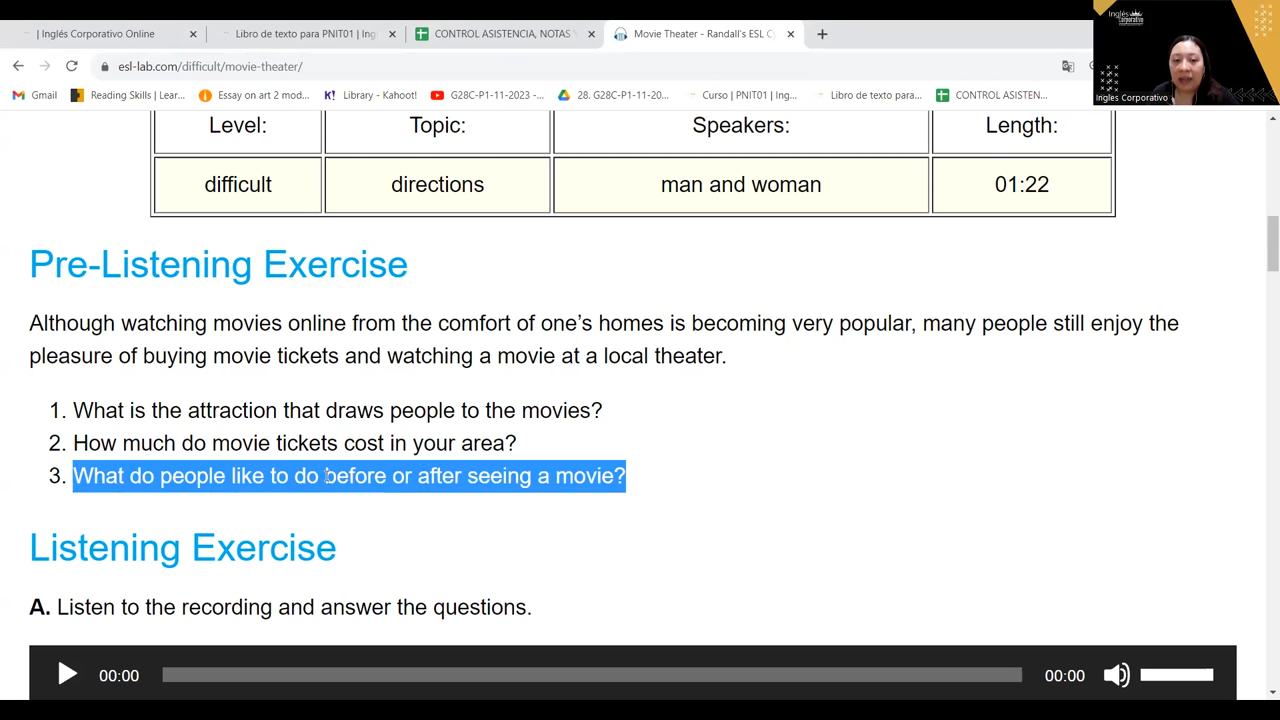 | Inglés Corporativo Online
Libro de texto para PNIT01 | Ing
CONTROL ASISTENCIA, NOTAS Y
Movie Theater - Randall's ESL Cy
esl-lab.com/difficult/movie-theater/
Gmail
Reading Skills | Lear...
Essay on art 2 mod...
Library - Kahoot!
G28C-P1-11-2023 -...
28. G28C-P1-11-20...
Curso | PNIT01 | Ing...
Libro de texto para...
CONTROL ASISTEN...
Inglés
Corporativo
Ingles Corporativo
Level:
Topic:
Speakers:
Length:
difficult
directions
man and woman
01:22
Pre-Listening Exercise
Although watching movies online from the comfort of one’s homes is becoming very popular, many people still enjoy the
pleasure of buying movie tickets and watching a movie at a local theater.
1. What is the attraction that draws people to the movies?
2. How much do movie tickets cost in your area?
3. What do people like to do before or after seeing a movie?
Listening Exercise
A. Listen to the recording and answer the questions.
00:00
00:00